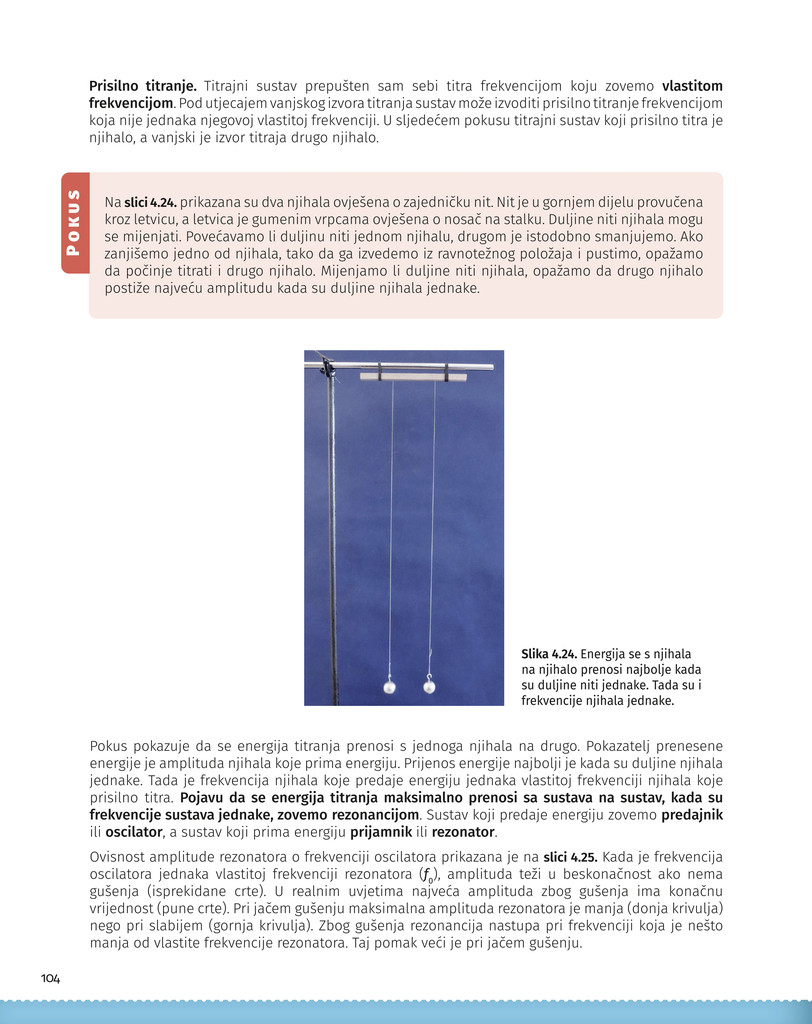 Prisilno titranje. Titrajni sustav prepušten sam sebi titra frekvencijom koju zovemo vlastitom
frekvencijom. Pod utjecajem vanjskog izvora titranja sustav može izvoditi prisilno titranje frekvencijom
koja nije jednaka njegovoj vlastitoj frekvenciji. U sljedećem pokusu titrajni sustav koji prisilno titra je
njihalo, a vanjski je izvor titraja drugo njihalo.
POKUS
Na slici 4.24. prikazana su dva njihala ovješena o zajedničku nit. Nit je u gornjem dijelu provučena
kroz letvicu, a letvica je gumenim vrpcama ovješena o nosač na stalku. Duljine niti njihala mogu
se mijenjati. Povećavamo li duljinu niti jednom njihalu, drugom je istodobno smanjujemo. Ako
zanjišemo jedno od njihala, tako da ga izvedemo iz ravnotežnog položaja i pustimo, opažamo
da počinje titrati i drugo njihalo. Mijenjamo li duljine niti njihala, opažamo da drugo njihalo
postiže najveću amplitudu kada su duljine njihala jednake.
Slika 4.24. Energija se s njihala
na njihalo prenosi najbolje kada
su duljine niti jednake. Tada su i
frekvencije njihala jednake.
Pokus pokazuje da se energija titranja prenosi s jednoga njihala na drugo. Pokazatelj prenesene
energije je amplituda njihala koje prima energiju. Prijenos energije najbolji je kada su duljine njihala
jednake. Tada je frekvencija njihala koje predaje energiju jednaka vlastitoj frekvenciji njihala koje
prisilno titra. Pojavu da se energija titranja maksimalno prenosi sa sustava na sustav, kada su
frekvencije sustava jednake, zovemo rezonancijom. Sustav koji predaje energiju zovemo predajnik
ili oscilator, a sustav koji prima energiju prijamnik ili rezonator.
Ovisnost amplitude rezonatora o frekvenciji oscilatora prikazana je na slici 4.25. Kada je frekvencija
oscilatora jednaka vlastitoj frekvenciji rezonatora (f₀), amplituda teži u beskonačnost ako nema
gušenja (isprekidane crte). U realnim uvjetima najveća amplituda zbog gušenja ima konačnu
vrijednost (pune crte). Pri jačem gušenju maksimalna amplituda rezonatora je manja (donja krivulja)
nego pri slabijem (gornja krivulja). Zbog gušenja rezonancija nastupa pri frekvenciji koja je nešto
manja od vlastite frekvencije rezonatora. Taj pomak veći je pri jačem gušenju.
104